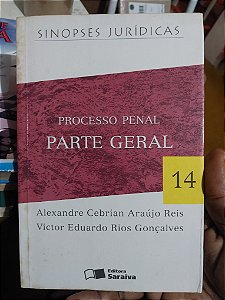 SINOPSES JURÍDICAS
PROCESSO PENAL
PARTE GERAL
14
Alexandre Cebrian Araújo Reis
Victor Eduardo Rios Gonçalves
Editora
Saraiva